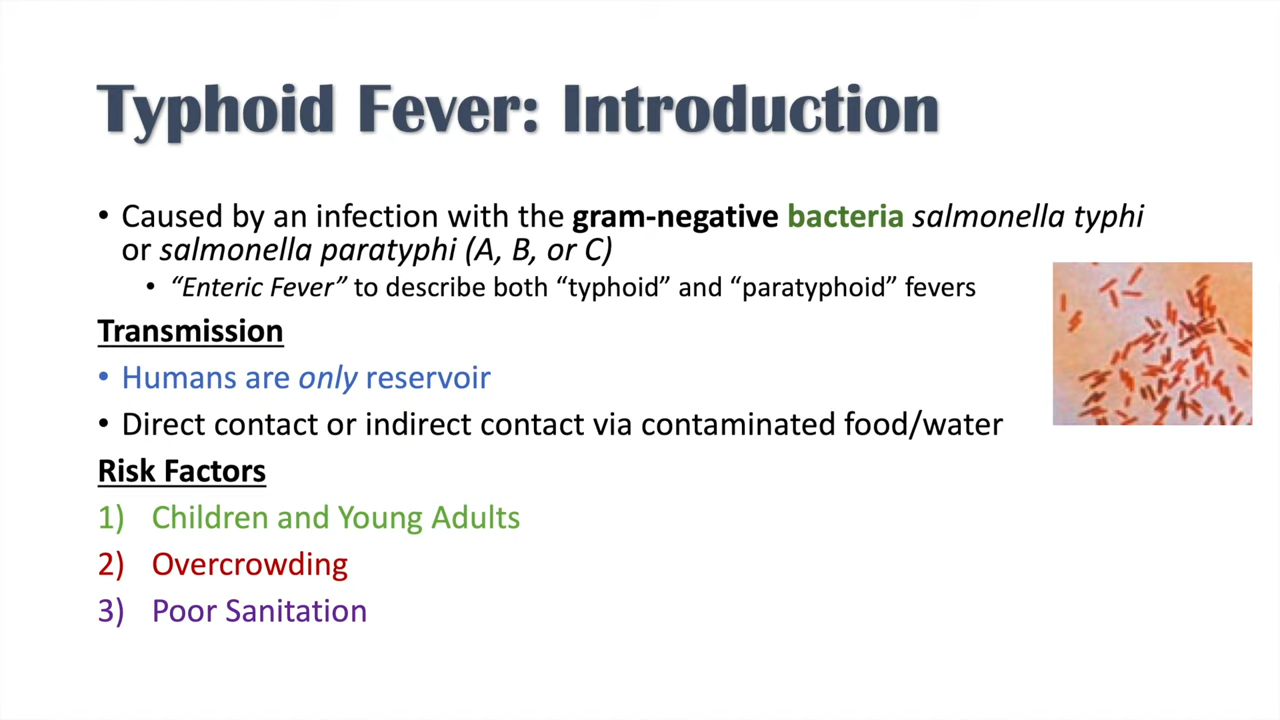 Typhoid Fever: Introduction
• Caused by an infection with the gram-negative bacteria salmonella typhi
or salmonella paratyphi (A, B, or C)
• “Enteric Fever” to describe both “typhoid” and “paratyphoid” fevers
Transmission
• Humans are only reservoir
• Direct contact or indirect contact via contaminated food/water
Risk Factors
1) Children and Young Adults
2) Overcrowding
3) Poor Sanitation